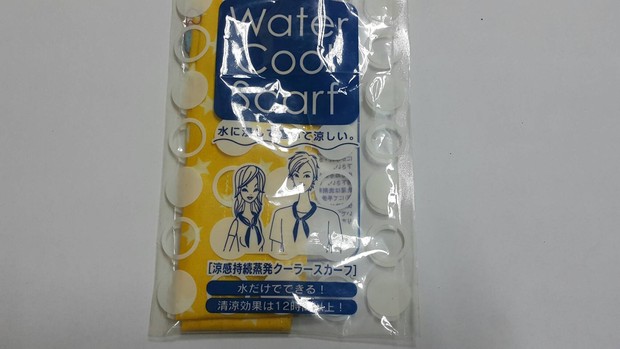 Water
Cool
Scarf
水に浸して で涼しい。
[涼感持続蒸発クーラースカーフ]
水だけでできる！
清涼効果は12時間以上！